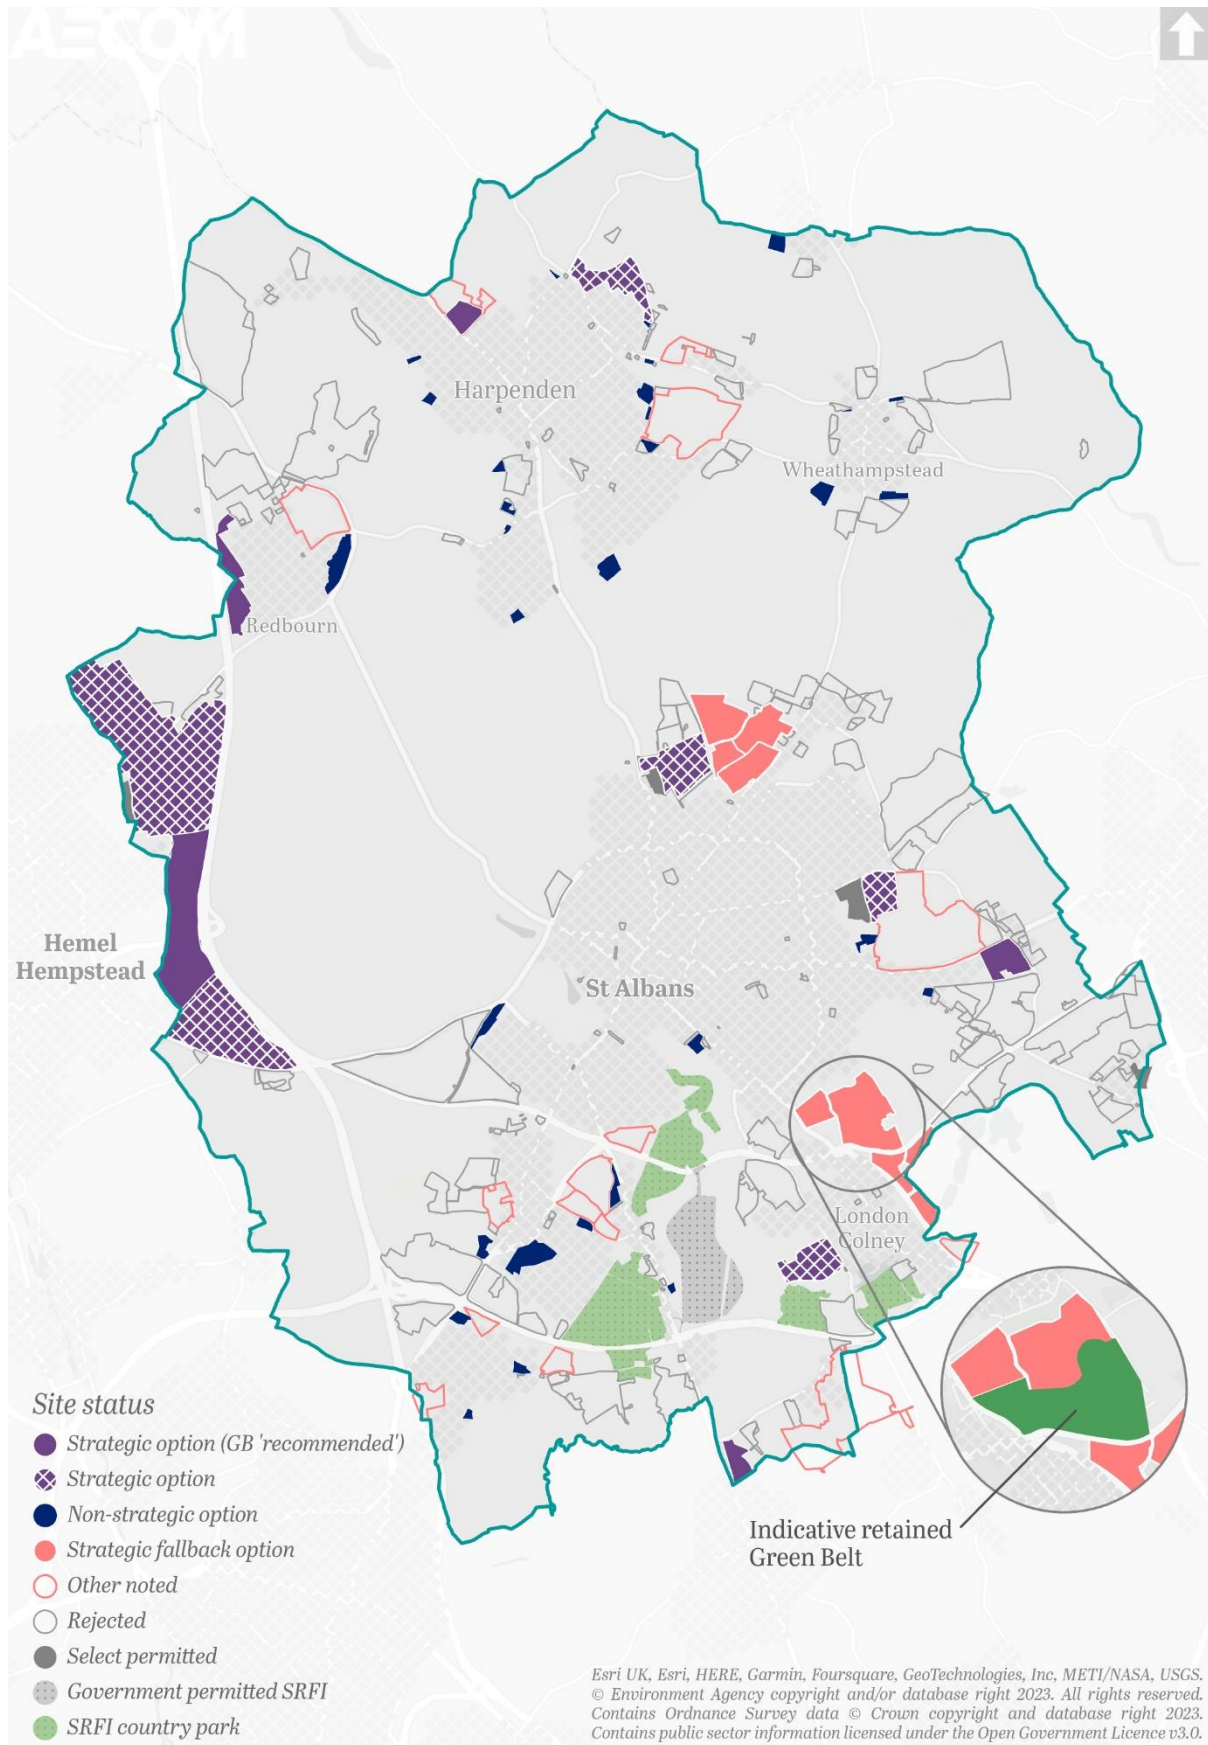 AECOM
Harpenden
Wheathampstead
Redbourn
Hemel
Hempstead
St Albans
London
Colney
Indicative retained
Green Belt
Site status
Strategic option (GB 'recommended')
Strategic option
Non-strategic option
Strategic fallback option
Other noted
Rejected
Select permitted
Government permitted SRFI
SRFI country park
Esri UK, Esri, HERE, Garmin, Foursquare, GeoTechnologies, Inc, METI/NASA, USGS.
© Environment Agency copyright and/or database right 2023. All rights reserved.
Contains Ordnance Survey data © Crown copyright and database right 2023.
Contains public sector information licensed under the Open Government Licence v3.0.